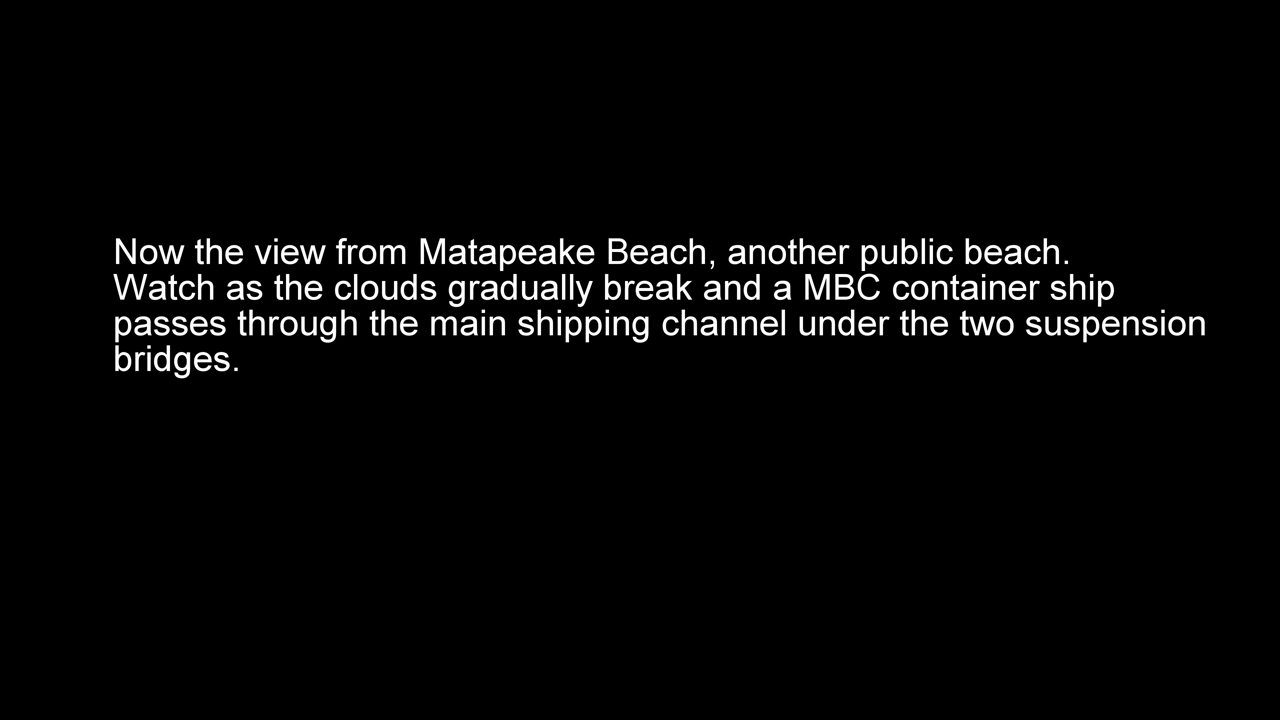 Now the view from Matapeake Beach, another public beach.
Watch as the clouds gradually break and a MBC container ship
passes through the main shipping channel under the two suspension
bridges.